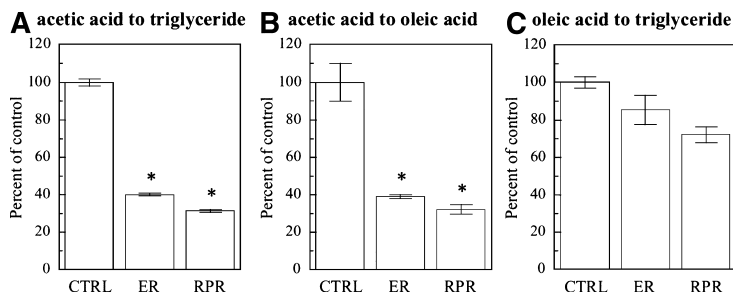 A acetic acid to triglyceride
120
100
80
60
40
20
0
Percent of control
*
*
CTRL ER RPR
B acetic acid to oleic acid
120
100
80
60
40
20
0
Percent of control
*
*
CTRL ER RPR
C oleic acid to triglyceride
120
100
80
60
40
20
0
Percent of control
CTRL ER RPR